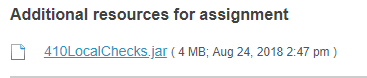 Additional resources for assignment
410LocalChecks.jar ( 4 MB; Aug 24, 2018 2:47 pm )